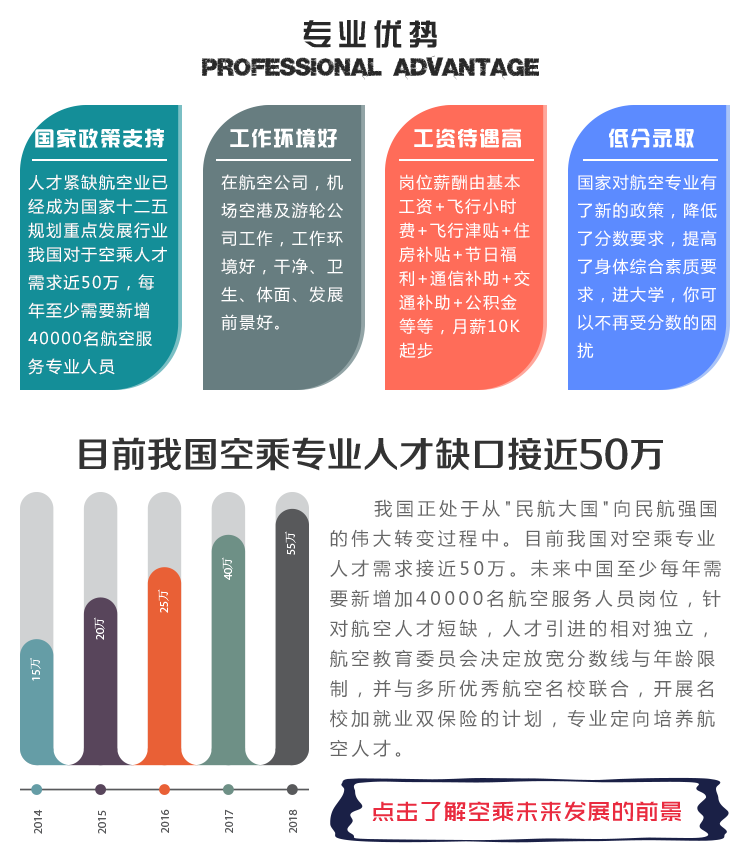 专业优势
PROFESSIONAL ADVANTAGE
国家政策支持
人才紧缺航空业已
经成为国家十二五
规划重点发展行业
我国对于空乘人才
需求近50万，每
年至少需要新增
40000名航空服
务专业人员
工作环境好
在航空公司，机
场空港及游轮公
司工作，工作环
境好，干净、卫
生、体面、发展
前景好。
工资待遇高
岗位薪酬由基本
工资+飞行小时
费+飞行津贴+住
房补贴+节日福
利+通信补助+交
通补助+公积金
等等，月薪10K
起步
低分录取
国家对航空专业有
了新的政策，降低
了分数要求，提高
了身体综合素质要
求，进大学，你可
以不再受分数的困
扰
目前我国空乘专业人才缺口接近50万
15万
20万
25万
40万
55万
2014
2015
2016
2017
2018
我国正处于从"民航大国"向民航强国
的伟大转变过程中。目前我国对空乘专业
人才需求接近50万。未来中国至少每年需
要新增加40000名航空服务人员岗位，针
对航空人才短缺，人才引进的相对独立，
航空教育委员会决定放宽分数线与年龄限
制，并与多所优秀航空名校联合，开展名
校加就业双保险的计划，专业定向培养航
空人才。
点击了解空乘未来发展的前景